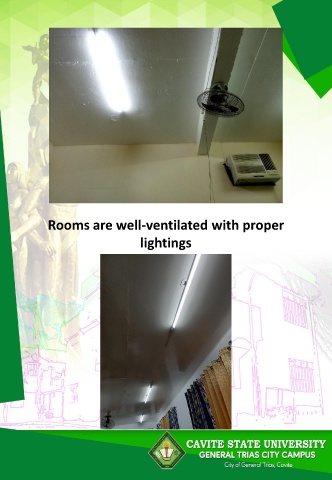 Rooms are well-ventilated with proper
lightings
CAVITE STATE UNIVERSITY
GENERAL TRIAS CITY CAMPUS
City of General Trias, Cavite